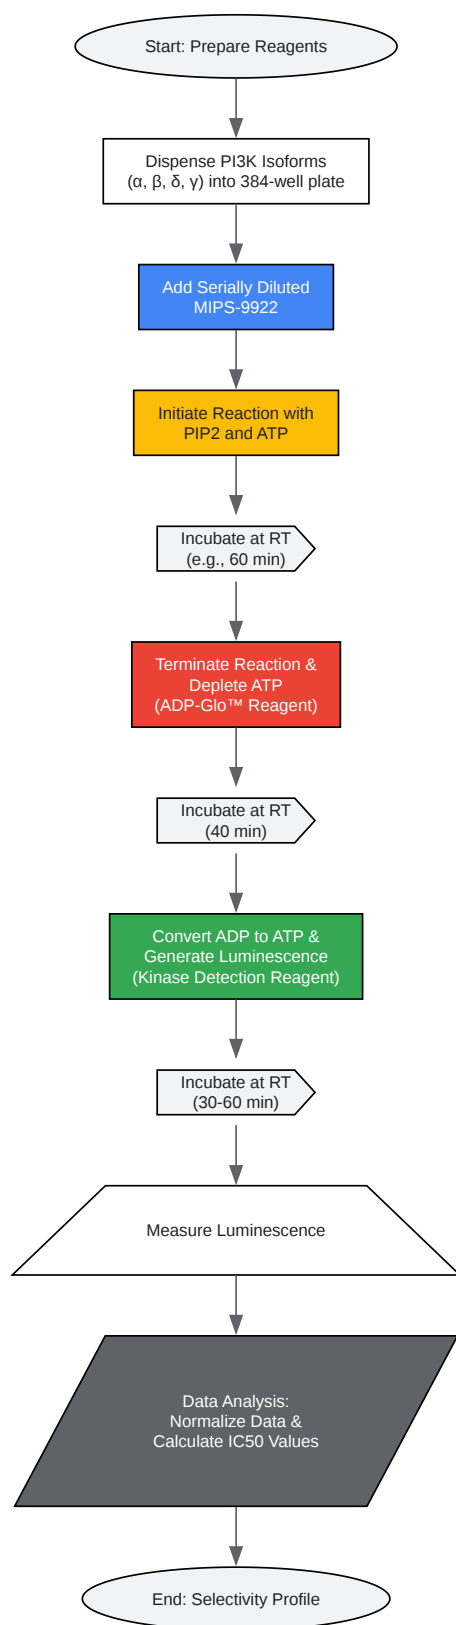 Start: Prepare Reagents
Dispense PI3K Isoforms
(α, β, δ, γ) into 384-well plate
Add Serially Diluted
MIPS-9922
Initiate Reaction with
PIP2 and ATP
Incubate at RT
(e.g., 60 min)
Terminate Reaction &
Deplete ATP
(ADP-Glo™ Reagent)
Incubate at RT
(40 min)
Convert ADP to ATP &
Generate Luminescence
(Kinase Detection Reagent)
Incubate at RT
(30-60 min)
Measure Luminescence
Data Analysis:
Normalize Data &
Calculate IC50 Values
End: Selectivity Profile